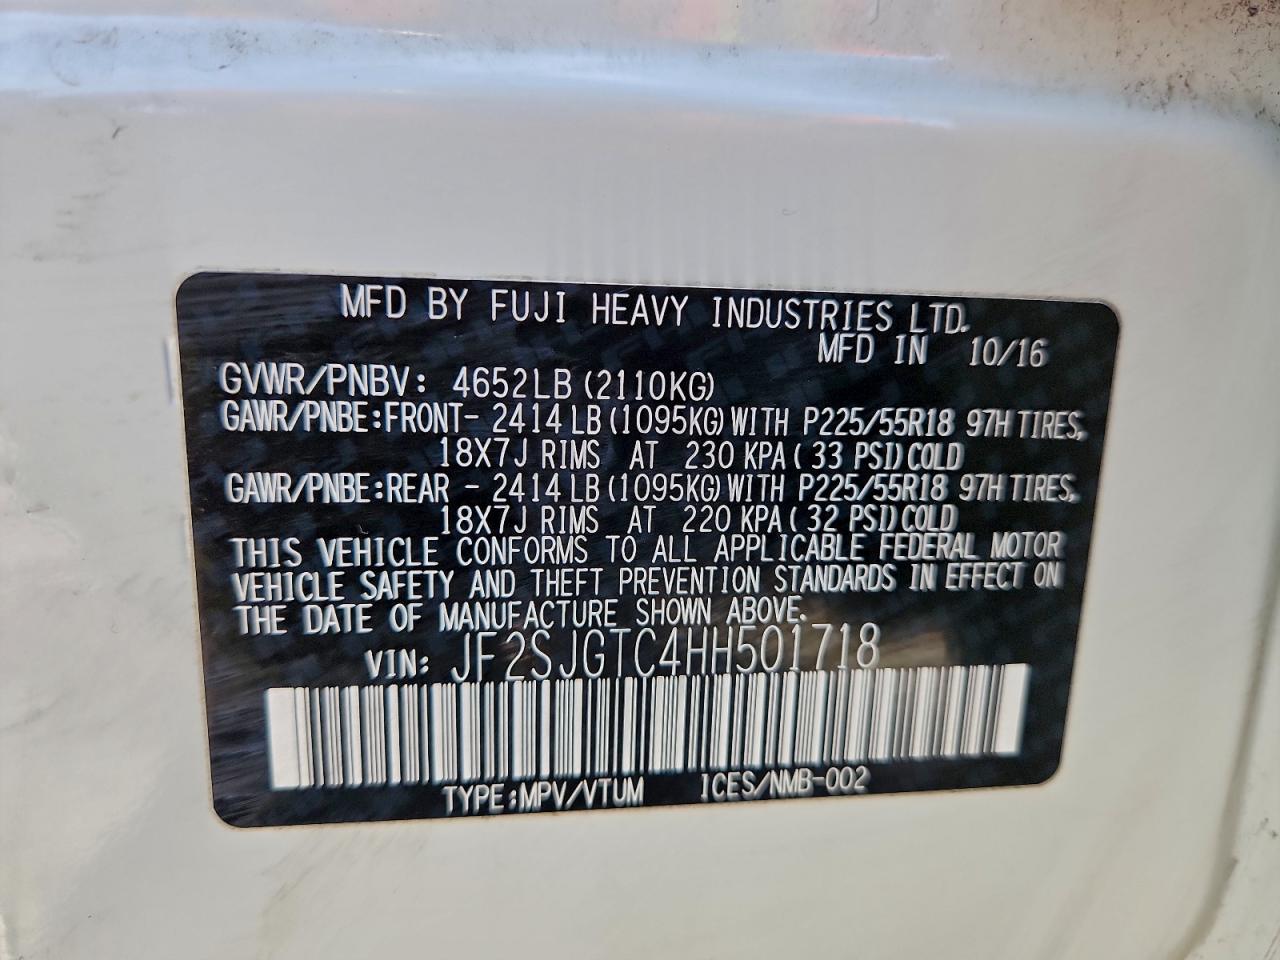 MFD BY FUJI HEAVY INDUSTRIES LTD.
MFD IN 10/16
GVWR/PNBV: 4652LB (2110KG)
GAWR/PNBE:FRONT- 2414 LB (1095KG) WITH P225/55R18 97H TIRES,
18X7J RIMS AT 230 KPA ( 33 PSI) COLD
GAWR/PNBE:REAR - 2414 LB (1095KG) WITH P225/55R18 97H TIRES,
18X7J RIMS AT 220 KPA ( 32 PSI) COLD
THIS VEHICLE CONFORMS TO ALL APPLICABLE FEDERAL MOTOR
VEHICLE SAFETY AND THEFT PREVENTION STANDARDS IN EFFECT ON
THE DATE OF MANUFACTURE SHOWN ABOVE.
VIN: JF2SJGTC4HH501718
TYPE:MPV/VTUM ICES/NMB-002